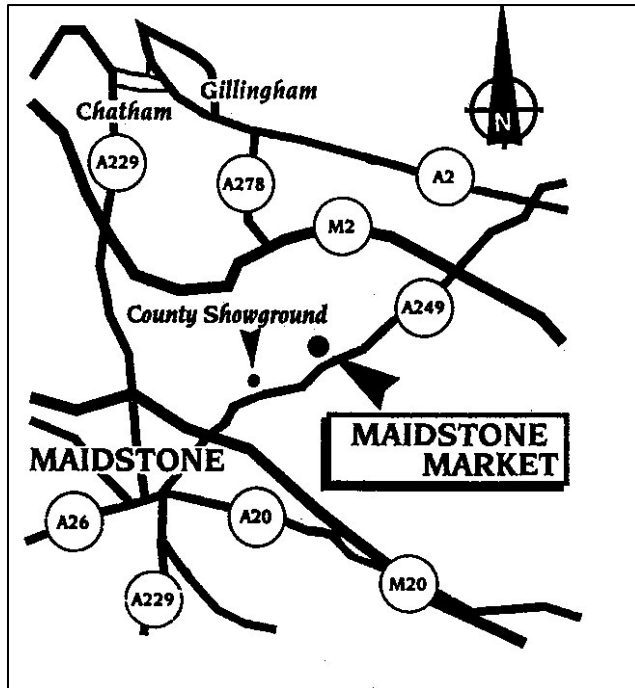 Gillingham
Chatham
N
A229
A278
A2
M2
County Showground
A249
MAIDSTONE
MARKET
MAIDSTONE
A26
A20
M20
A229